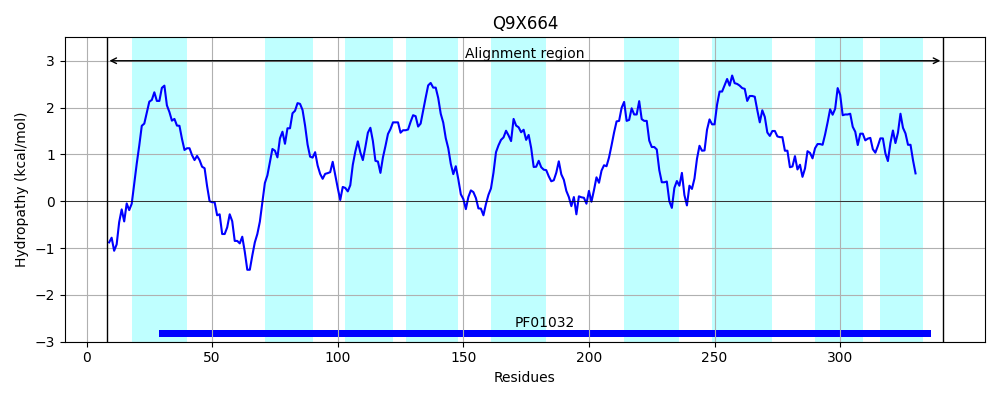 Q9X664
Alignment region
Hydropathy (kcal/mol)
3
2
1
0
−1
−2
−3
PF01032
0 50 100 150 200 250 300
Residues